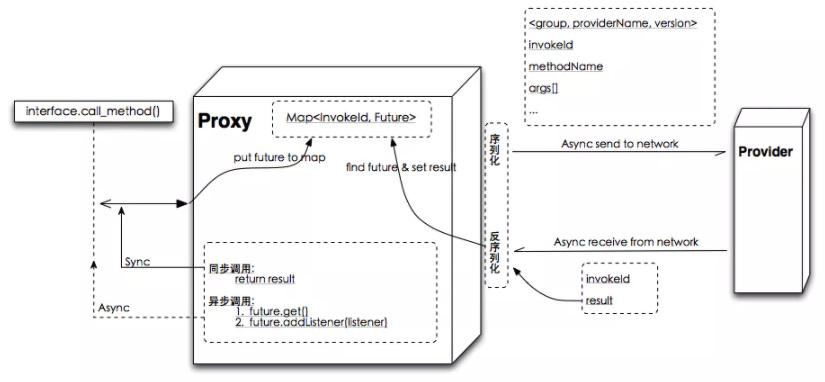 <group, providerName, version>
invokeId
methodName
args[]
...
interface.call_method()
Proxy
Map<InvokeId, Future>
put future to map
find future & set result
序列化
Async send to network
Provider
反序列化
Async receive from network
invokeId
result
Sync
同步调用:
return result
Async
异步调用:
1. future.get()
2. future.addListener(listener)